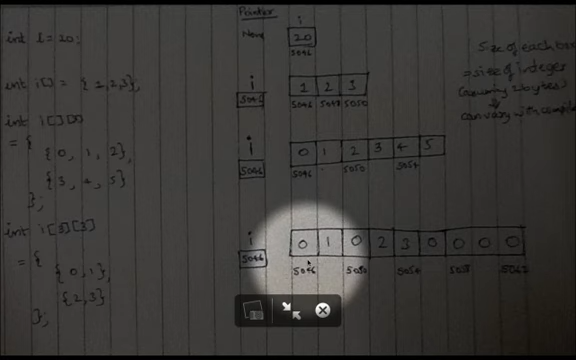 Pointer
int i = 20;
None
i
20
5046
Size of each box
= size of integer
(assuming 2 bytes)
can vary with compiler
int i[] = { 1,2,3};
i
5046
1 2 3
5046 5048 5050
int i[][3]
= {
{0, 1, 2},
{3, 4, 5}
};
i
5046
0 1 2 3 4 5
5046 5050 5054
int i[3][3]
= {
{0,1},
{2,3}
};
i
5046
0 1 0 2 3 0 0 0 0
5046 5050 5054 5058 5062